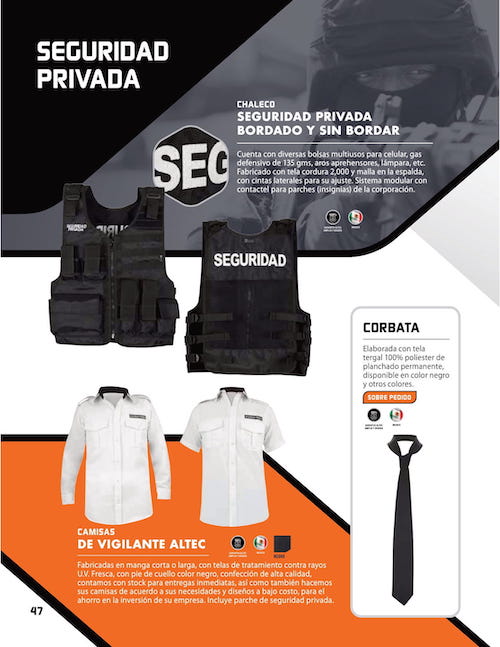 SEGURIDAD
PRIVADA
CHALECO
SEGURIDAD PRIVADA
BORDADO Y SIN BORDAR
SEG
Cuenta con diversas bolsas multiusos para celular, gas
defensivo de 135 gms, aros aprehensores, lámpara, etc.
Fabricado con tela cordura 2,000 y malla en la espalda,
con cintas laterales para su ajuste. Sistema modular con
contactel para parches (insignias) de la corporación.
MÉXICO
SEGURIDAD
PRIVADA
SEGURIDAD
CORBATA
Elaborada con tela
tergal 100% poliester de
planchado permanente,
disponible en color negro
y otros colores.
SOBRE PEDIDO
MÉXICO
CAMISAS
DE VIGILANTE ALTEC
MÉXICO
NEGRO
Fabricadas en manga corta o larga, con telas de tratamiento contra rayos
U.V. Fresca, con pie de cuello color negro, confección de alta calidad,
contamos con stock para entregas inmediatas, así como también hacemos
sus camisas de acuerdo a sus necesidades y diseños a bajo costo, para el
ahorro en la inversión de su empresa. Incluye parche de seguridad privada.
47